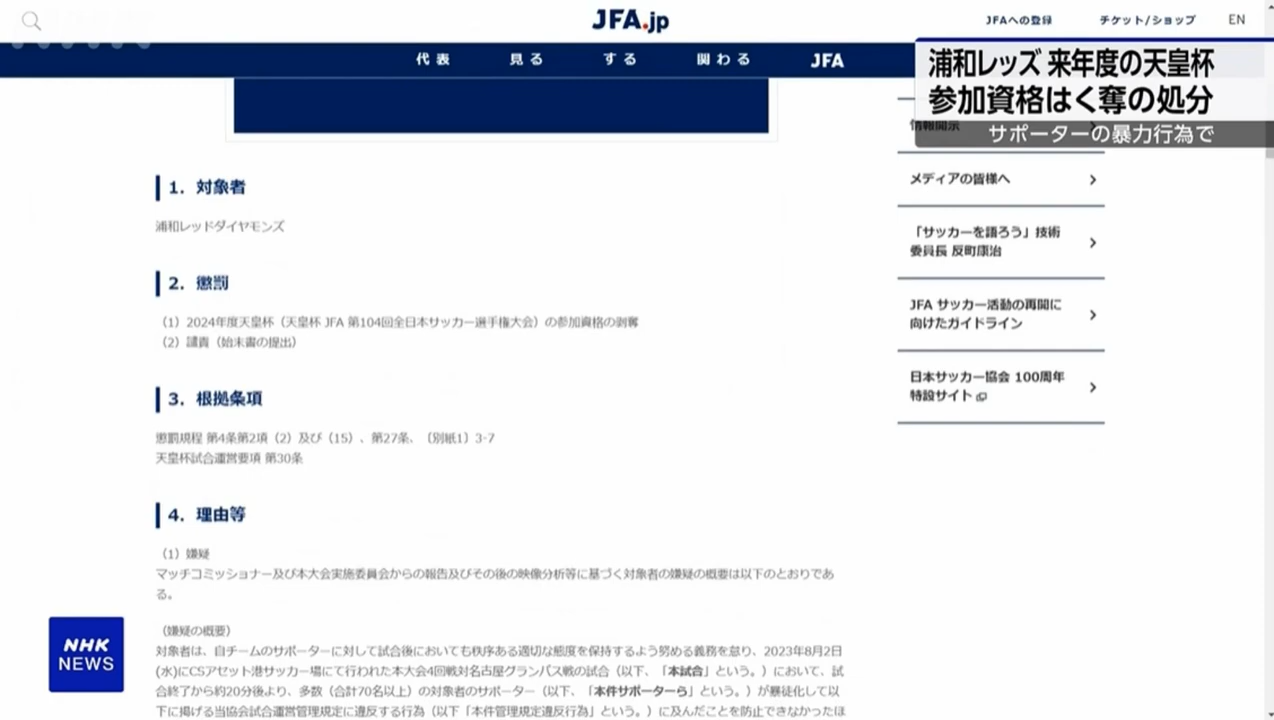 JFA.jp
JFAへの登録
チケット/ショップ
EN
代表
見る
する
関わる
JFA
浦和レッズ 来年度の天皇杯
参加資格はく奪の処分
サポーターの暴力行為で
情報開示
メディアの皆様へ
「サッカーを語ろう」技術
委員長 反町康治
JFA サッカー活動の再開に
向けたガイドライン
日本サッカー協会 100周年
特設サイト
1. 対象者
浦和レッドダイヤモンズ
2. 懲罰
（1）2024年度天皇杯（天皇杯 JFA 第104回全日本サッカー選手権大会）の参加資格の剥奪
（2）譴責（始末書の提出）
3. 根拠条項
懲罰規程 第4条第2項（2）及び（15）、第27条、〔別紙1〕3-7
天皇杯試合運営要項 第30条
4. 理由等
（1）嫌疑
マッチコミッショナー及び本大会実施委員会からの報告及びその後の映像分析等に基づく対象者の嫌疑の概要は以下のとおりであ
る。
（嫌疑の概要）
対象者は、自チームのサポーターに対して試合後においても秩序ある適切な態度を保持するよう努める義務を怠り、2023年8月2日
(水)にCSアセット港サッカー場にて行われた本大会4回戦対名古屋グランパス戦の試合（以下、「本試合」という。）において、試
合終了から約20分後より、多数（合計70名以上）の対象者のサポーター（以下、「本件サポーターら」という。）が暴徒化して以
下に掲げる当協会試合運営管理規定に違反する行為（以下「本件管理規定違反行為」という。）に及んだことを防止できなかったほ
NHK
NEWS